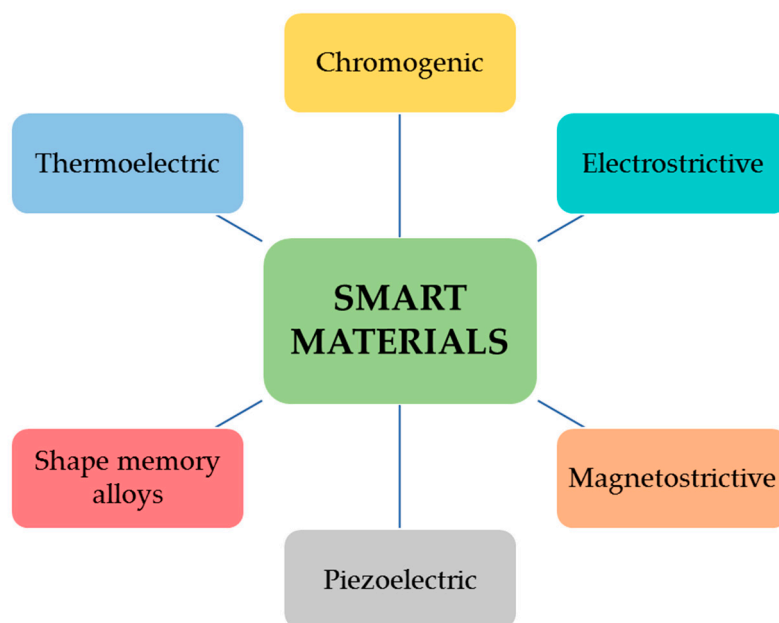 Chromogenic
Thermoelectric
Electrostrictive
SMART
MATERIALS
Shape memory
alloys
Magnetostrictive
Piezoelectric